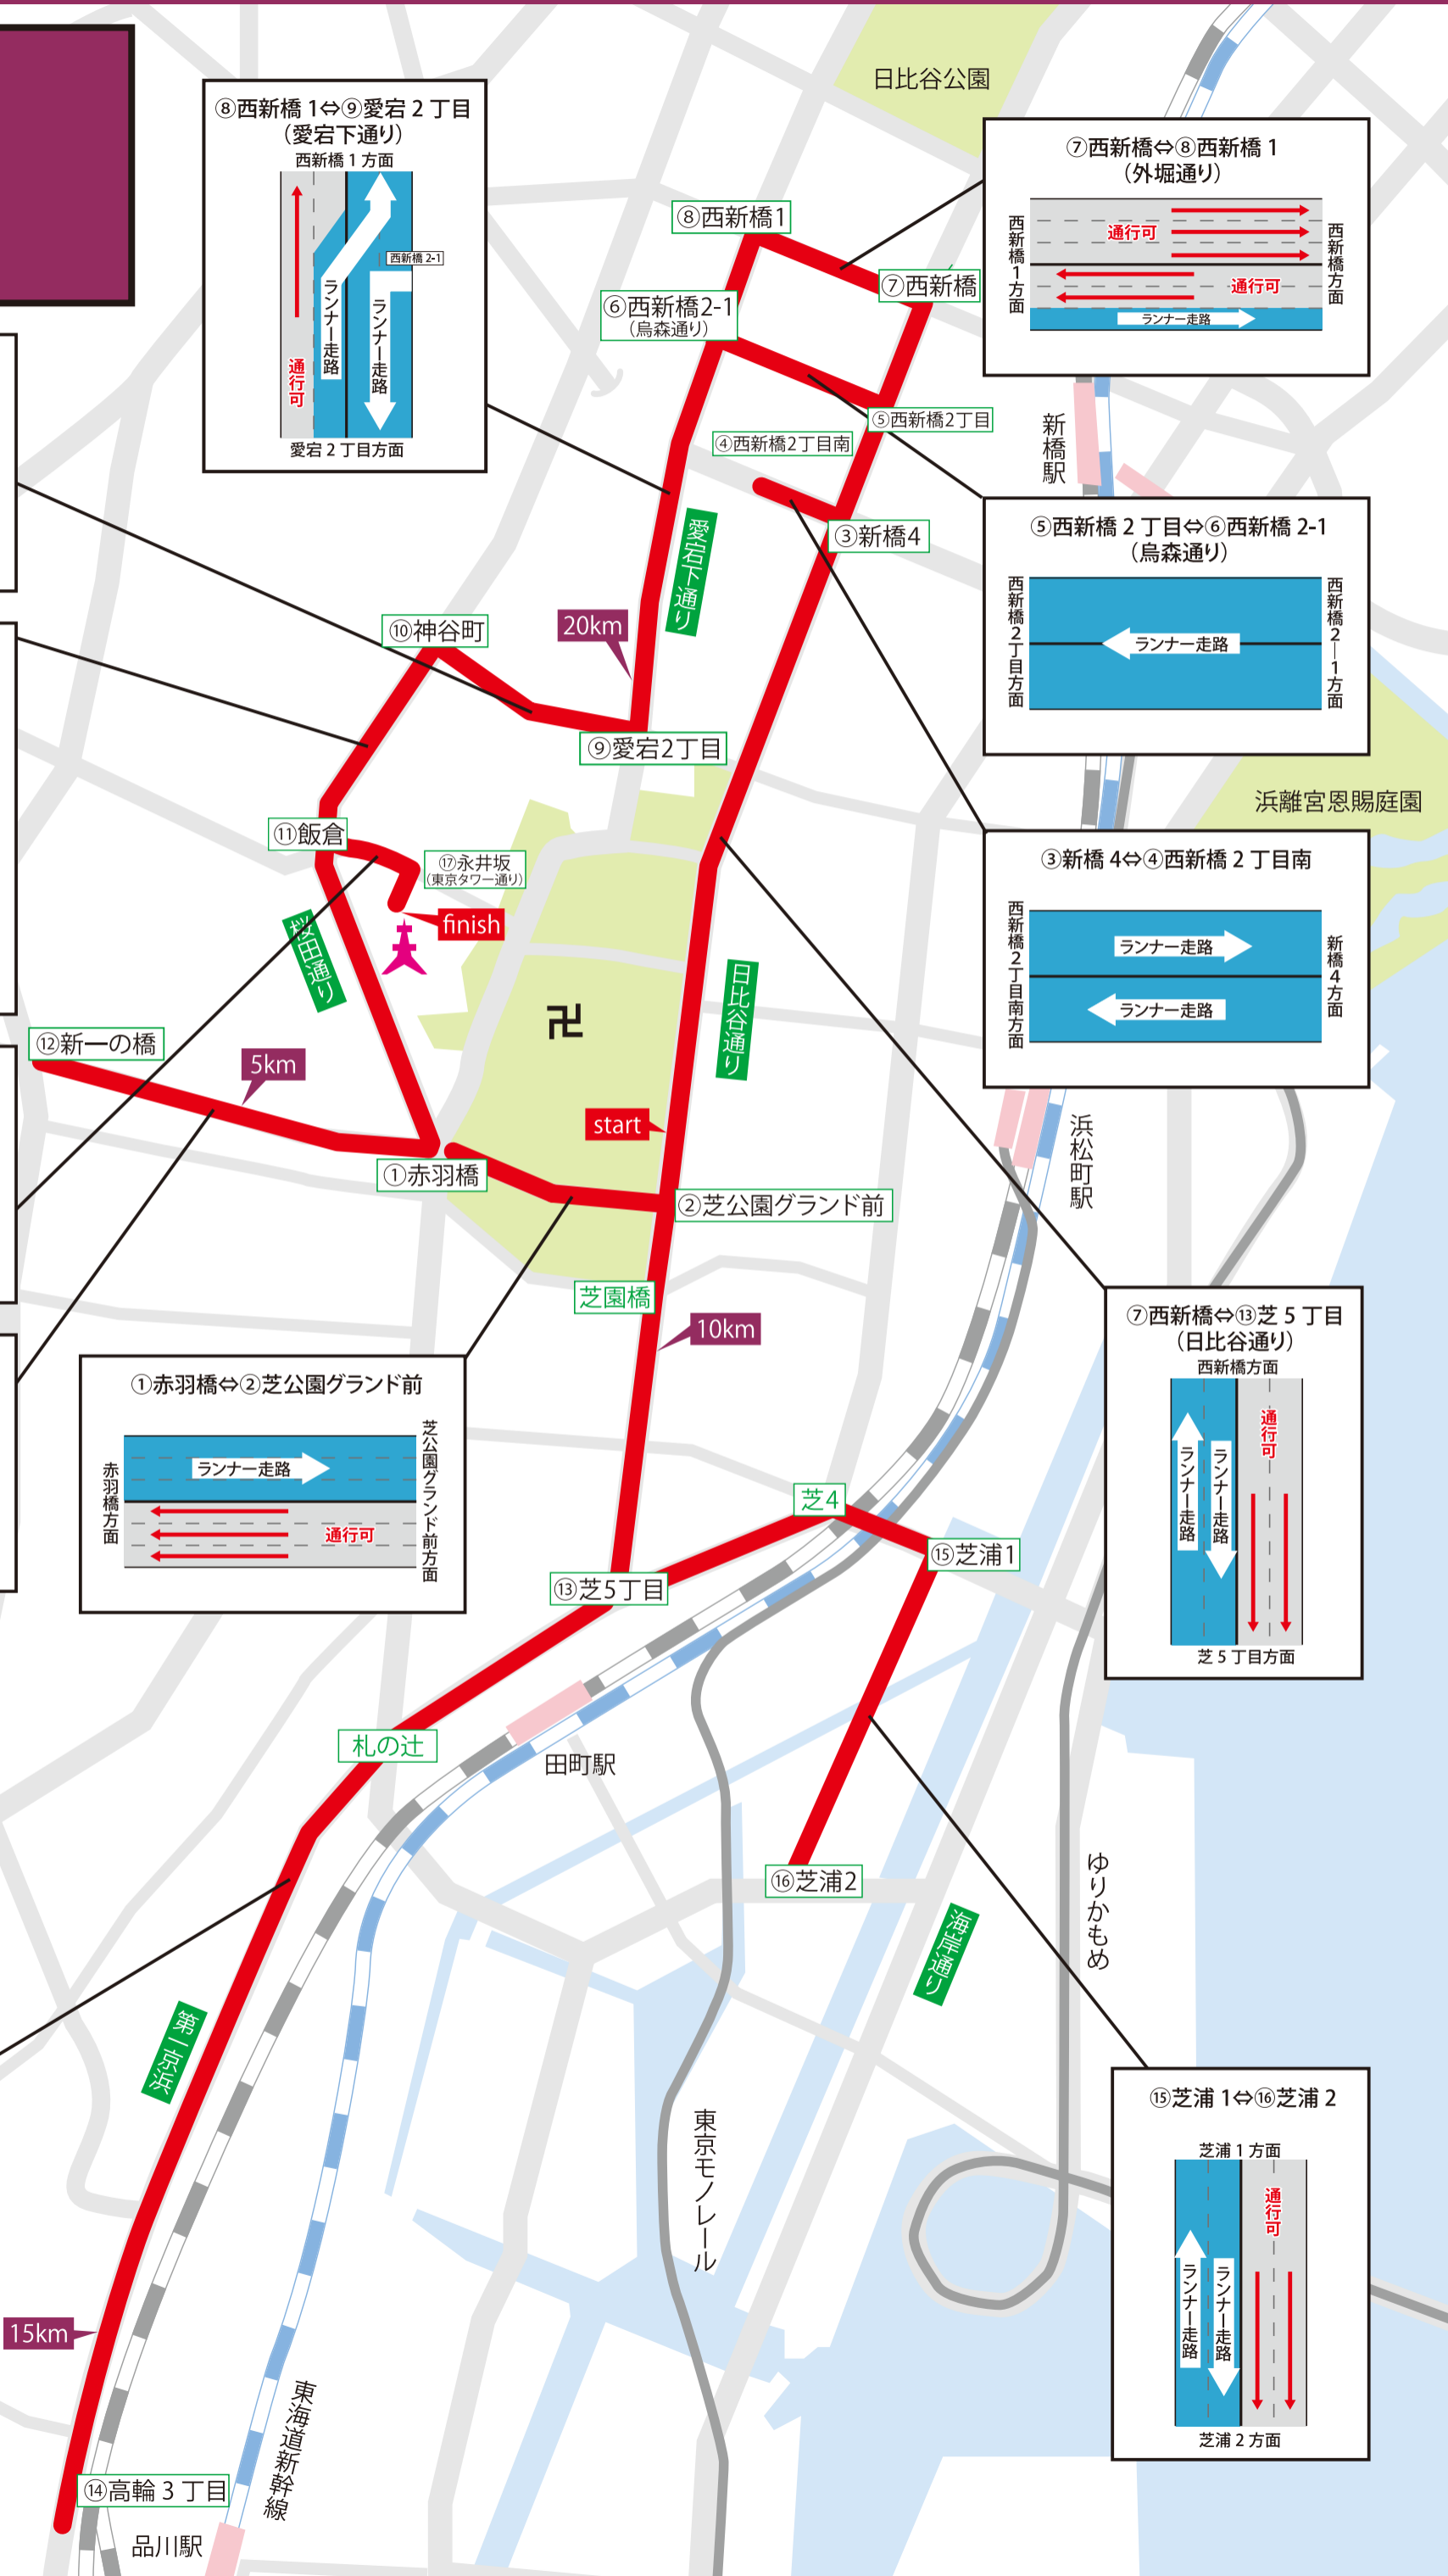 日比谷公園
⑧西新橋 1⇔⑨愛宕 2 丁目
(愛宕下通り)
西新橋 1 方面
通行可
ランナー走路
西新橋 2-1
ランナー走路
愛宕 2 丁目方面
⑦西新橋⇔⑧西新橋 1
(外堀通り)
西新橋1方面
通行可
通行可
ランナー走路
西新橋方面
⑧西新橋1
⑦西新橋
⑥西新橋2-1
(烏森通り)
⑤西新橋2丁目
④西新橋2丁目南
③新橋4
新橋駅
⑤西新橋 2 丁目⇔⑥西新橋 2-1
(烏森通り)
西新橋2丁目方面
ランナー走路
西新橋2―1方面
愛宕下通り
20km
⑩神谷町
⑨愛宕2丁目
浜離宮恩賜庭園
③新橋 4⇔④西新橋 2 丁目南
西新橋2丁目南方面
ランナー走路
ランナー走路
新橋4方面
⑪飯倉
⑰永井坂
(東京タワー通り)
finish
桜田通り
日比谷通り
卍
⑫新一の橋
5km
start
①赤羽橋
②芝公園グランド前
浜松町駅
芝園橋
10km
⑦西新橋⇔⑬芝 5 丁目
(日比谷通り)
西新橋方面
ランナー走路
ランナー走路
通行可
芝 5 丁目方面
①赤羽橋⇔②芝公園グランド前
赤羽橋方面
ランナー走路
通行可
芝公園グランド前方面
芝4
⑮芝浦1
⑬芝5丁目
札の辻
田町駅
⑯芝浦2
ゆりかもめ
海岸通り
第一京浜
東京モノレール
⑮芝浦 1⇔⑯芝浦 2
芝浦 1 方面
ランナー走路
ランナー走路
通行可
芝浦 2 方面
15km
東海道新幹線
⑭高輪 3 丁目
品川駅